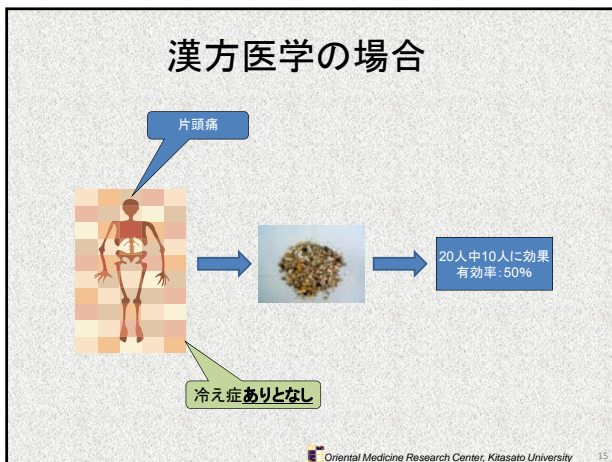 漢方医学の場合
片頭痛
20人中10人に効果
有効率:50%
冷え症ありとなし
Oriental Medicine Research Center, Kitasato University
15